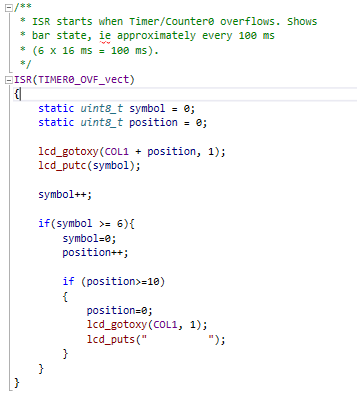 /**
 * ISR starts when Timer/Counter0 overflows. Shows
 * bar state, ie approximately every 100 ms
 * (6 x 16 ms = 100 ms).
 */
ISR(TIMER0_OVF_vect)
{
    static uint8_t symbol = 0;
    static uint8_t position = 0;

    lcd_gotoxy(COL1 + position, 1);
    lcd_putc(symbol);

    symbol++;

    if(symbol >= 6){
        symbol=0;
        position++;

        if (position>=10)
        {
            position=0;
            lcd_gotoxy(COL1, 1);
            lcd_puts("          ");
        }
    }
}